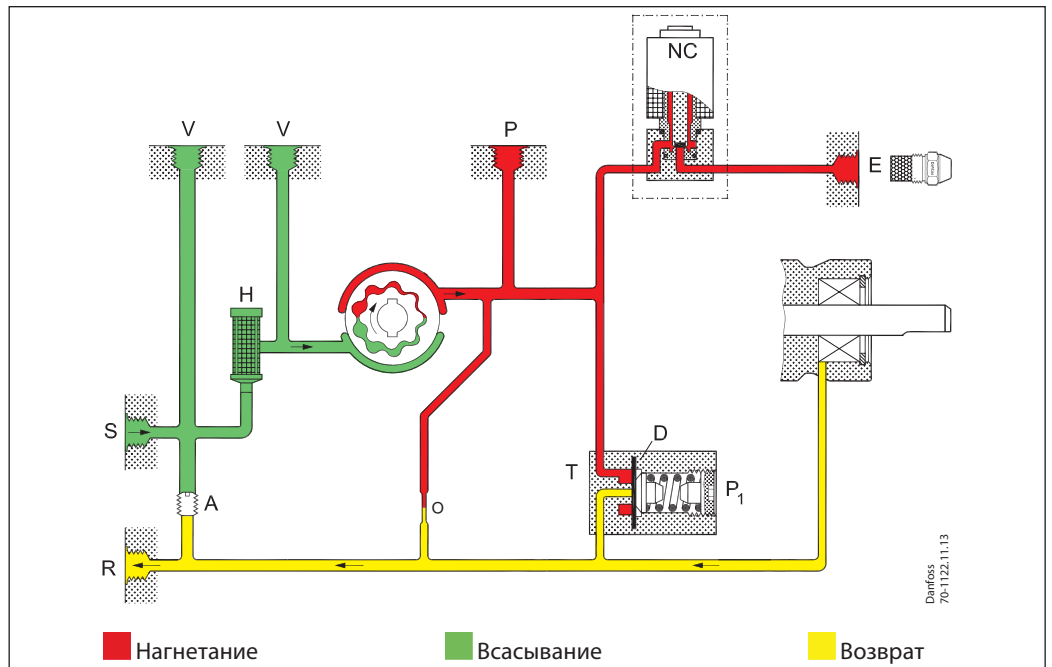 NC
V V P
E
H
S
D
T
P1
A
O
R
Danfoss
70-1122.11.13
Нагнетание Всасывание Возврат